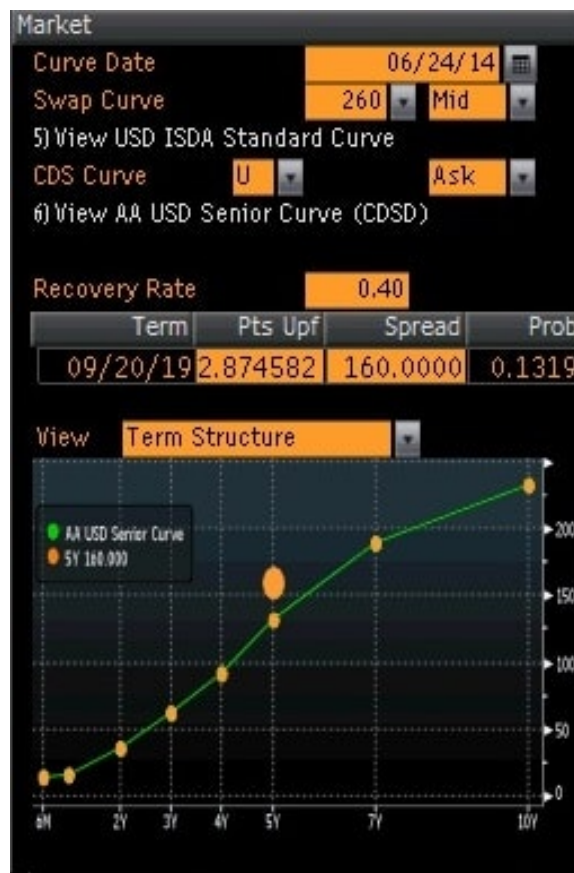 Market
Curve Date 06/24/14
Swap Curve 260 Mid
5) View USD ISDA Standard Curve
CDS Curve U Ask
6) View AA USD Senior Curve (CDSD)
Recovery Rate 0.40
Term Pts Upf Spread Prob
09/20/19 2.874582 160.0000 0.1319
View Term Structure
AA USD Senior Curve
5Y 160.000
200
150
100
50
0
6M 2Y 3Y 4Y 5Y 7Y 10Y